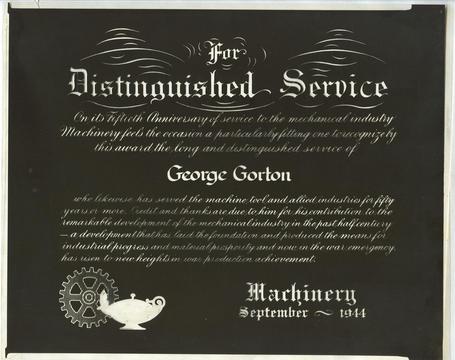 For
Distinguished Service
On its Fiftieth Anniversary of service to the mechanical industry
Machinery feels the occasion a particularly fitting one to recognize by
this award the long and distinguished service of
George Gorton
who likewise has served the machine tool and allied industries for fifty
years or more. Credit and thanks are due to him for his contribution to the
remarkable development of the mechanical industry in the past half century
— a development that has laid the foundation and produced the means for
industrial progress and material prosperity and now in the war emergency,
has risen to new heights in war production achievement.
Machinery
September ~ 1944